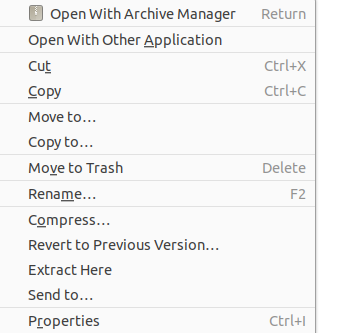 Open With Archive Manager Return
Open With Other Application
Cut Ctrl+X
Copy Ctrl+C
Move to…
Copy to…
Move to Trash Delete
Rename… F2
Compress…
Revert to Previous Version…
Extract Here
Send to…
Properties Ctrl+I